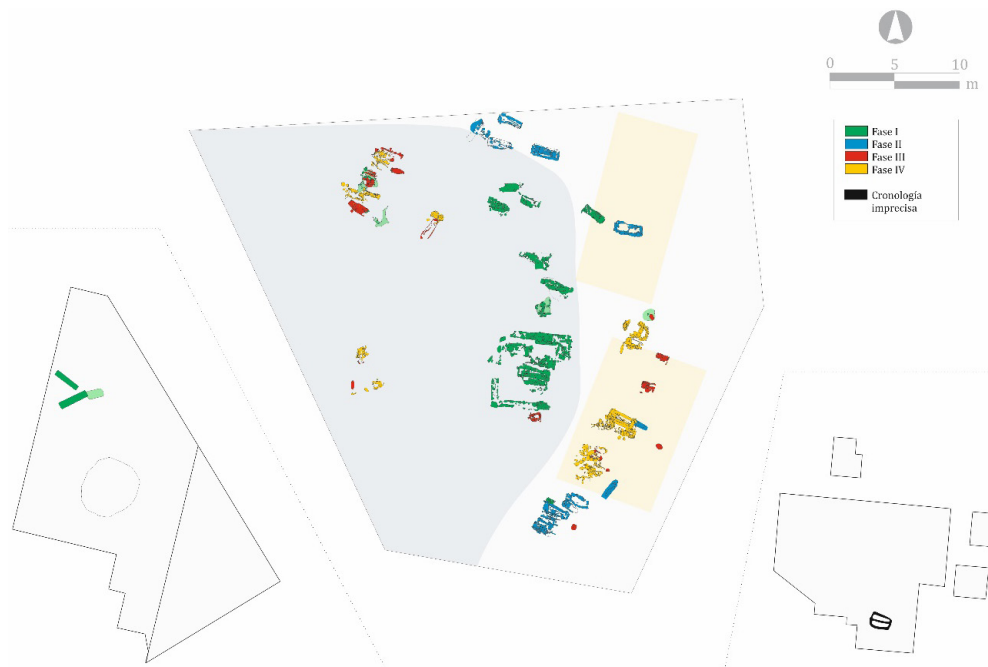 0 5 10
m
Fase I
Fase II
Fase III
Fase IV
Cronología
imprecisa